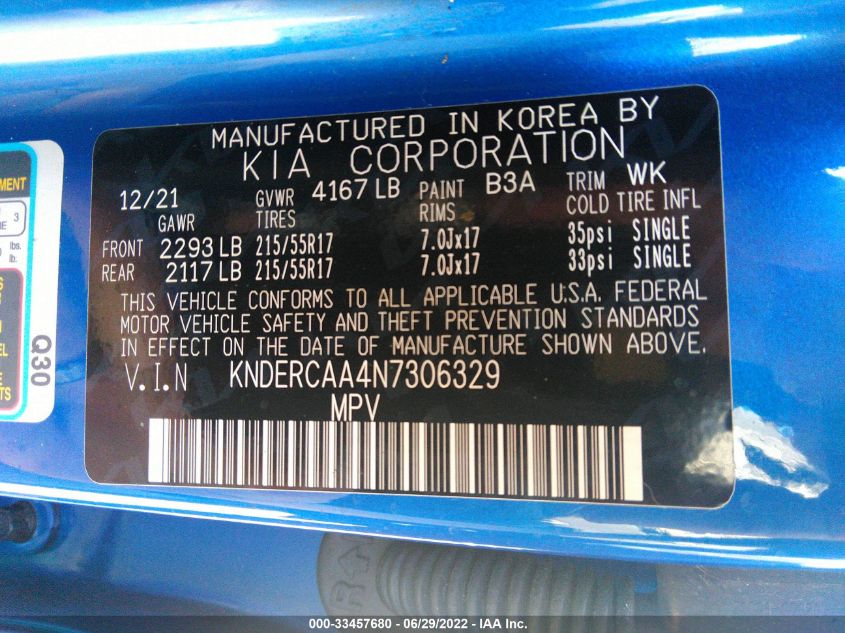 MANUFACTURED IN KOREA BY
KIA CORPORATION
12/21 GVWR 4167 LB PAINT B3A TRIM WK
GAWR TIRES RIMS COLD TIRE INFL
FRONT 2293 LB 215/55R17 7.0Jx17 35psi SINGLE
REAR 2117 LB 215/55R17 7.0Jx17 33psi SINGLE
THIS VEHICLE CONFORMS TO ALL APPLICABLE U.S.A. FEDERAL
MOTOR VEHICLE SAFETY AND THEFT PREVENTION STANDARDS
IN EFFECT ON THE DATE OF MANUFACTURE SHOWN ABOVE.
V.I.N KNDERCAA4N7306329
MPV
3
lbs.
lb.
Q30
000-33457680 / 06/29/2022 - IAA Inc.